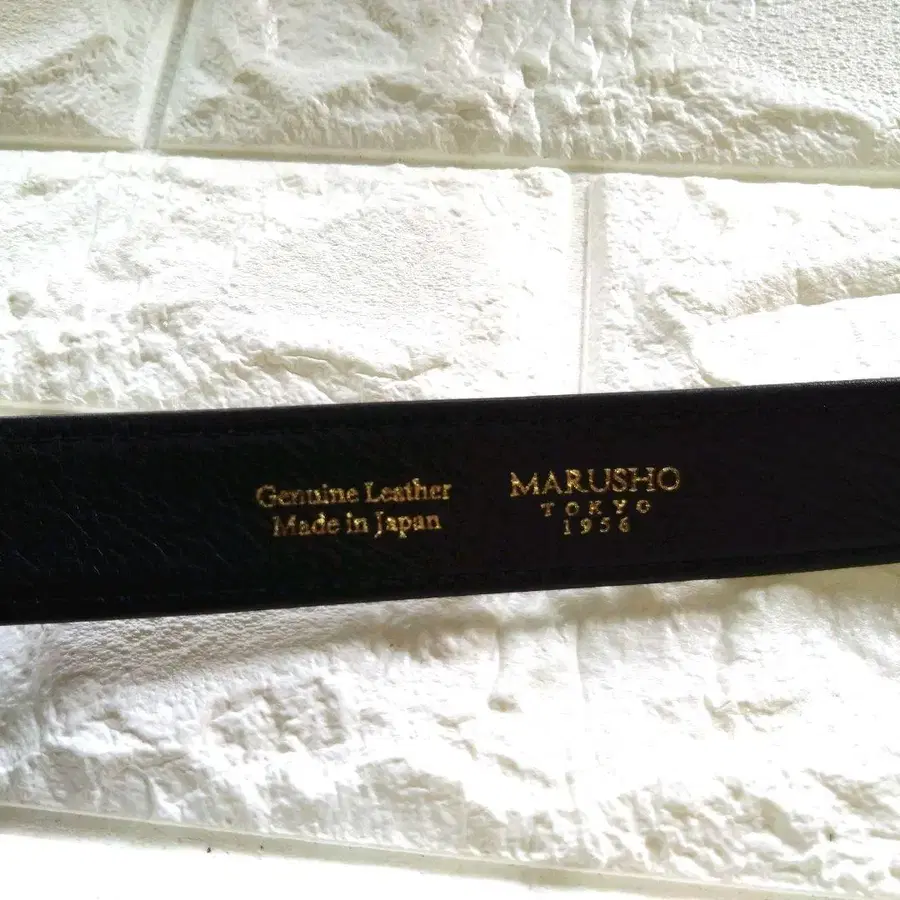 Genuine Leather
Made in Japan
MARUSHO
TOKYO
1956